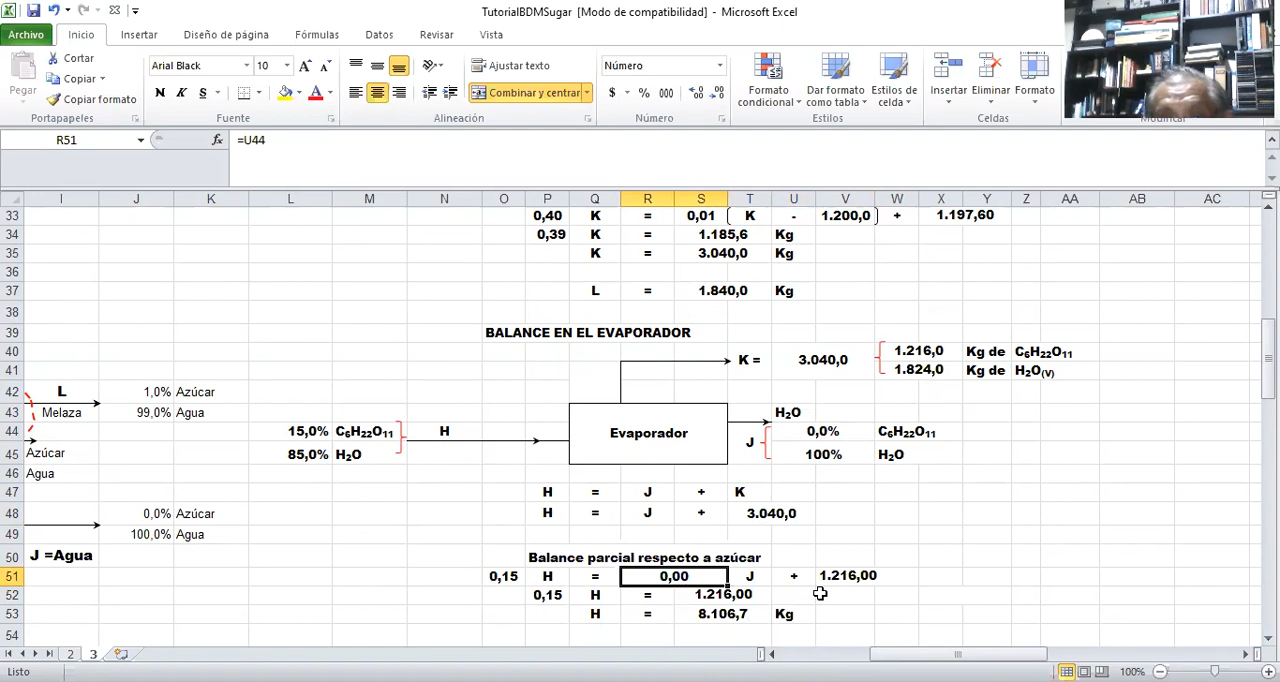 TutorialBDMSugar [Modo de compatibilidad] - Microsoft Excel
Archivo Inicio Insertar Diseño de página Fórmulas Datos Revisar Vista
Pegar
Cortar
Copiar
Copiar formato
Portapapeles
Arial Black 10
N K S
Fuente
Ajustar texto
Combinar y centrar
Alineación
Número
$ % 000
Número
Formato condicional
Dar formato como tabla
Estilos de celda
Estilos
Insertar Eliminar Formato
Celdas
Modificar
R51 fx =U44
I J K L M N O P Q R S T U V W X Y Z AA AB AC
33 0,40 K = 0,01 K - 1.200,0 + 1.197,60
34 0,39 K = 1.185,6 Kg
35 K = 3.040,0 Kg
36
37 L = 1.840,0 Kg
38
39 BALANCE EN EL EVAPORADOR
40 K = 3.040,0 1.216,0 Kg de C₆H₂₂O₁₁
41 1.824,0 Kg de H₂O(V)
42 L 1,0% Azúcar
43 Melaza 99,0% Agua H₂O
44 15,0% C₆H₂₂O₁₁ H Evaporador J 0,0% C₆H₂₂O₁₁
45 Azúcar 85,0% H₂O 100% H₂O
46 Agua
47 H = J + K
48 0,0% Azúcar H = J + 3.040,0
49 100,0% Agua
50 J =Agua Balance parcial respecto a azúcar
51 0,15 H = 0,00 J + 1.216,00
52 0,15 H = 1.216,00
53 H = 8.106,7 Kg
54
2 3
Listo 100%